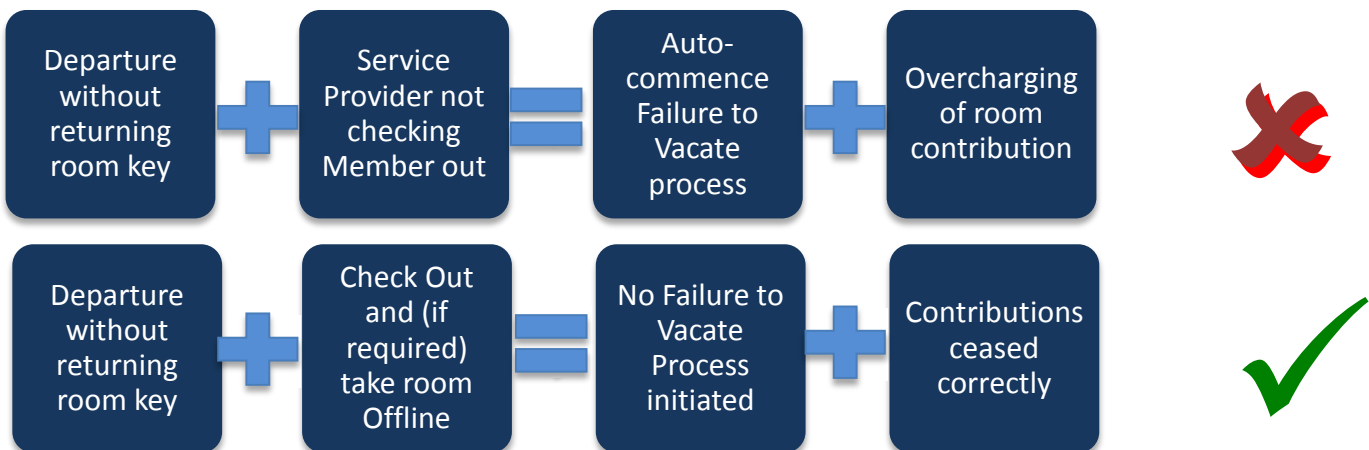 Departure
without
returning
room key
Service
Provider not
checking
Member out
Auto-
commence
Failure to
Vacate
process
Overcharging
of room
contribution
Departure
without
returning
room key
Check Out
and (if
required)
take room
Offline
No Failure to
Vacate
Process
initiated
Contributions
ceased
correctly